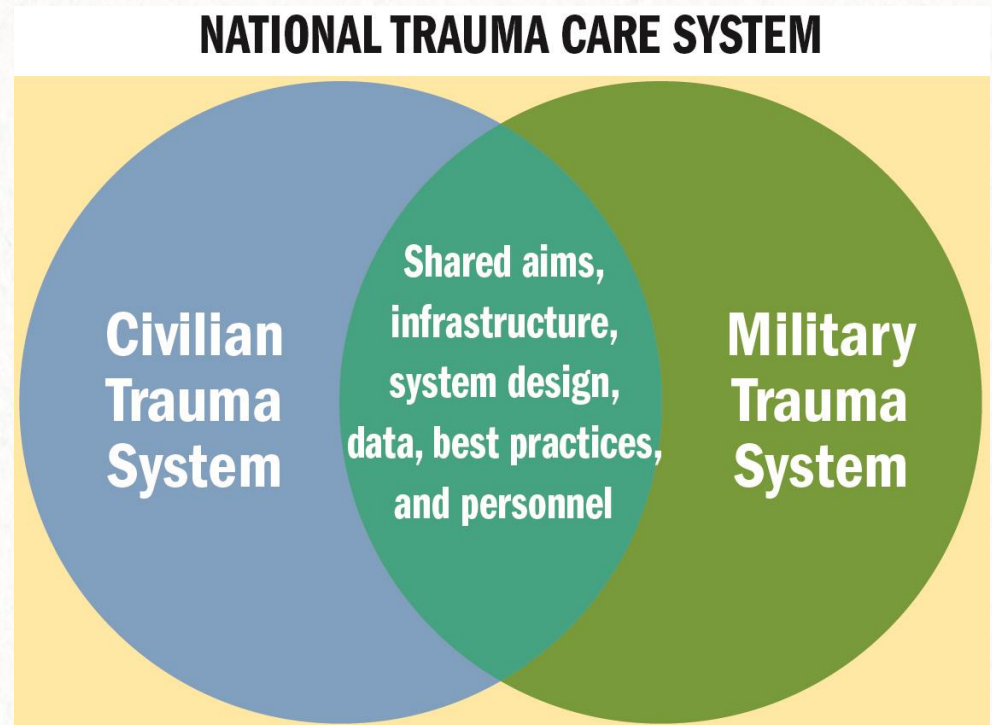 NATIONAL TRAUMA CARE SYSTEM
Civilian
Trauma
System
Shared aims,
infrastructure,
system design,
data, best practices,
and personnel
Military
Trauma
System